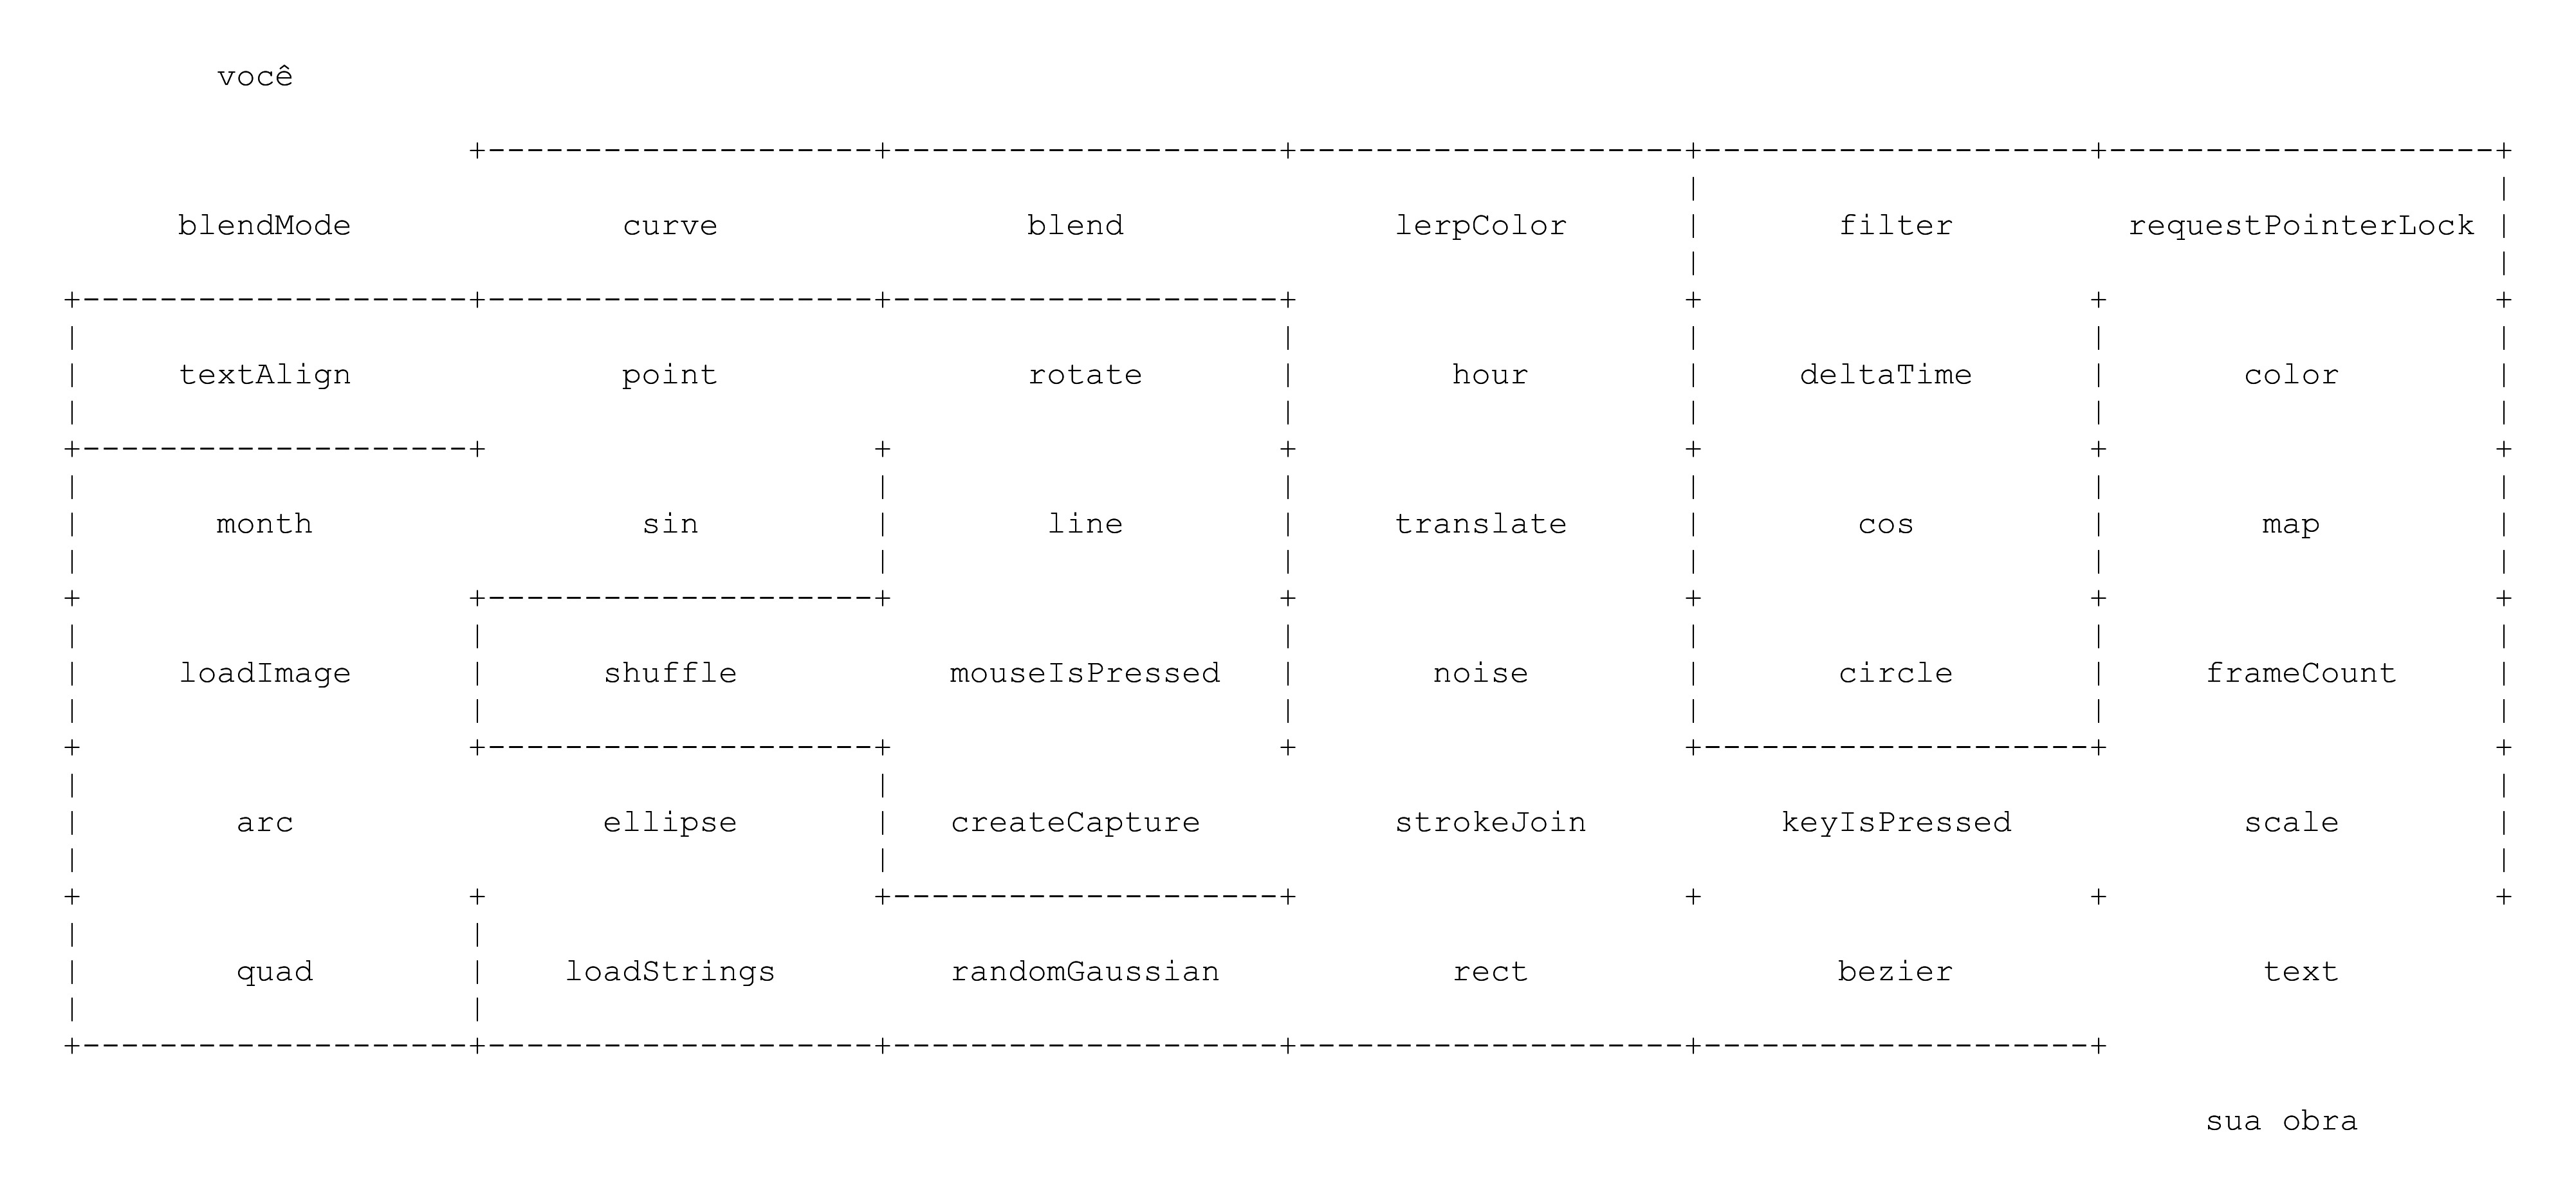 você
blendMode curve blend lerpColor filter requestPointerLock
textAlign point rotate hour deltaTime color
month sin line translate cos map
loadImage shuffle mouseIsPressed noise circle frameCount
arc ellipse createCapture strokeJoin keyIsPressed scale
quad loadStrings randomGaussian rect bezier text
sua obra